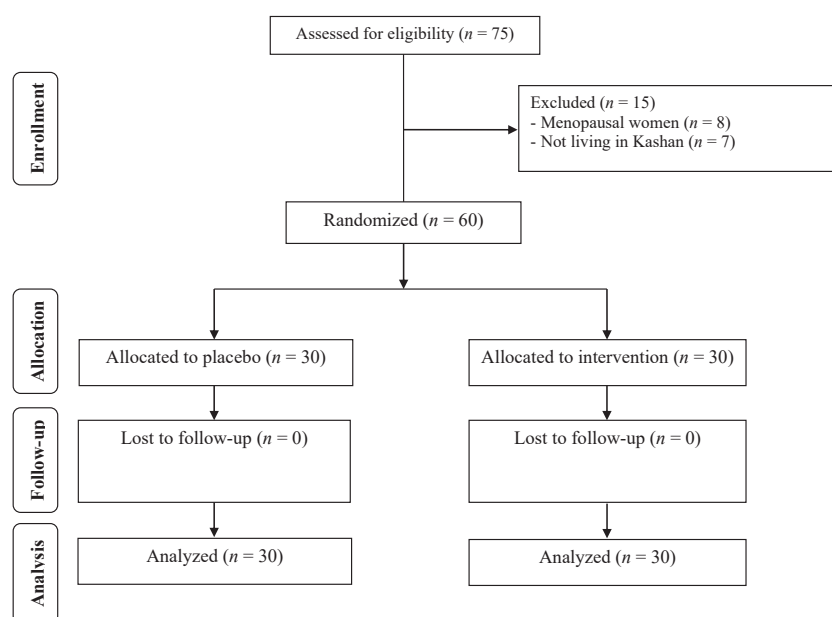 Assessed for eligibility (n = 75)
Enrollment
Excluded (n = 15)
- Menopausal women (n = 8)
- Not living in Kashan (n = 7)
Randomized (n = 60)
Allocation
Allocated to placebo (n = 30)
Allocated to intervention (n = 30)
Follow-up
Lost to follow-up (n = 0)
Lost to follow-up (n = 0)
Analysis
Analyzed (n = 30)
Analyzed (n = 30)